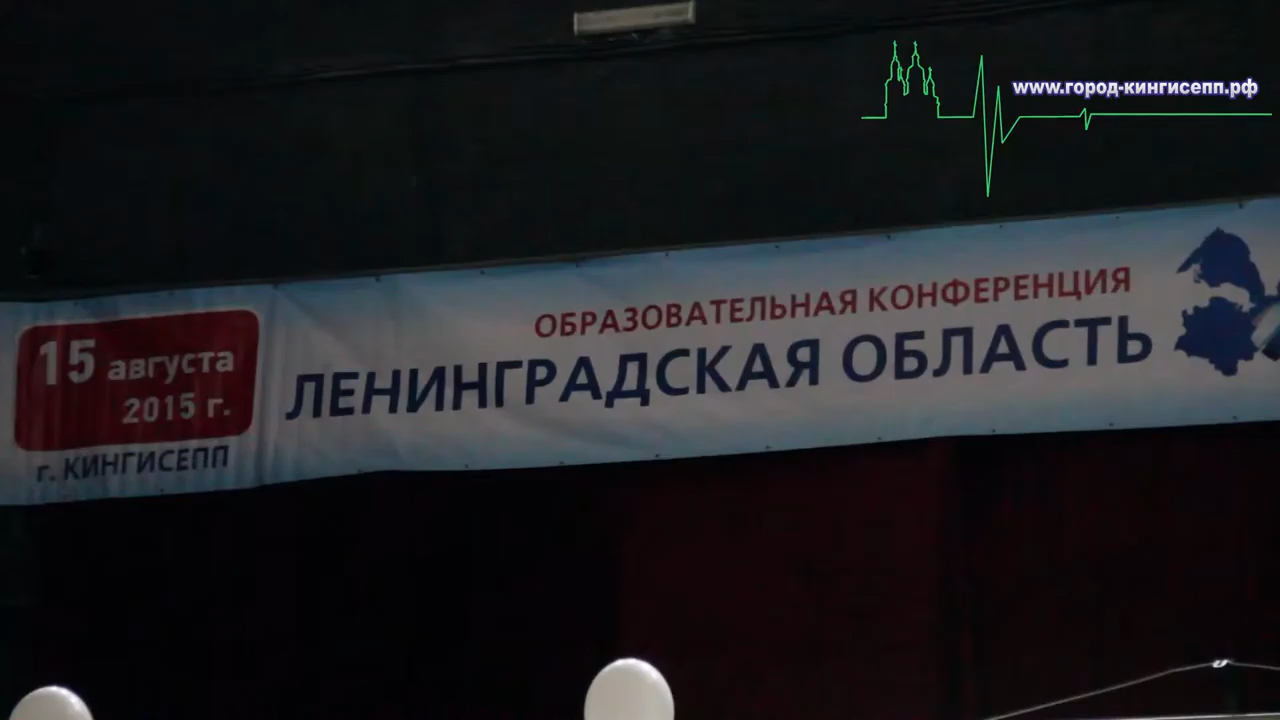 www.город-кингисепп.рф
15 августа
2015 г.
г. КИНГИСЕПП
ОБРАЗОВАТЕЛЬНАЯ КОНФЕРЕНЦИЯ
ЛЕНИНГРАДСКАЯ ОБЛАСТЬ